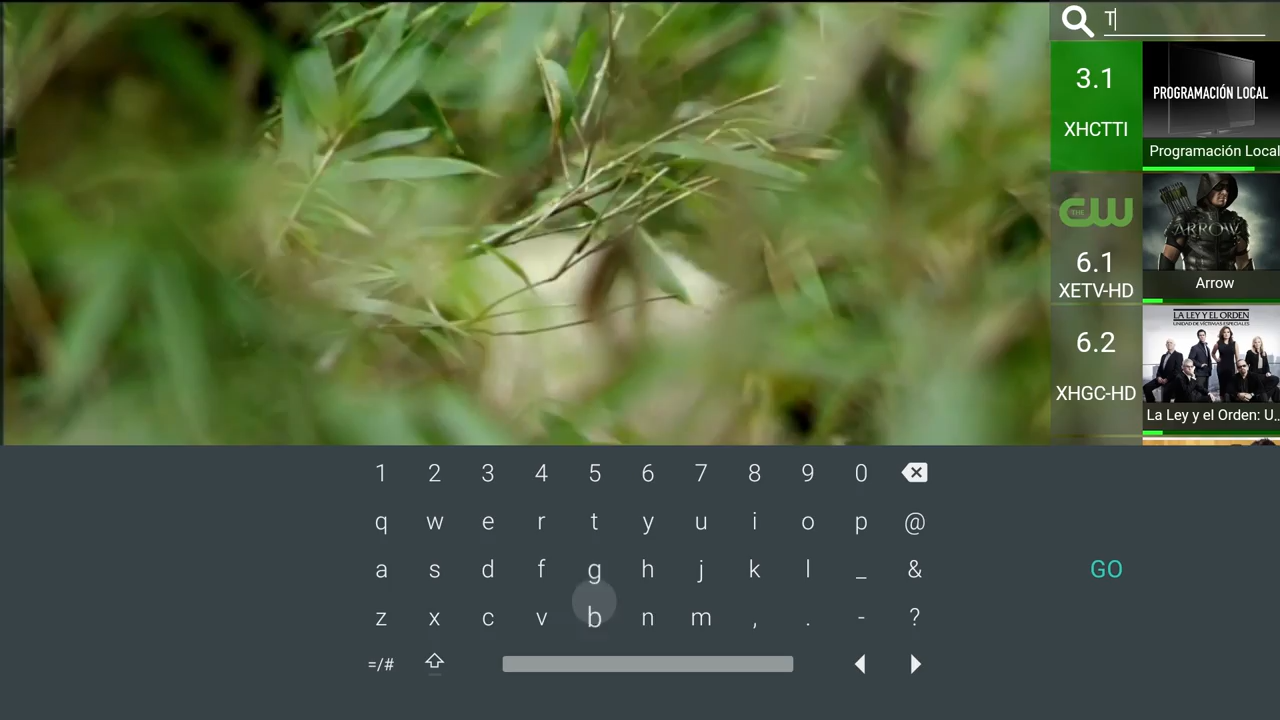 T
3.1
XHCTTI
PROGRAMACIÓN LOCAL
Programación Local
THE CW
6.1
XETV-HD
ARROW
Arrow
6.2
XHGC-HD
LA LEY Y EL ORDEN
UNIDAD DE VÍCTIMAS ESPECIALES
La Ley y el Orden: U..
1 2 3 4 5 6 7 8 9 0
q w e r t y u i o p @
a s d f g h j k l _ &
GO
z x c v b n m , . - ?
=/#